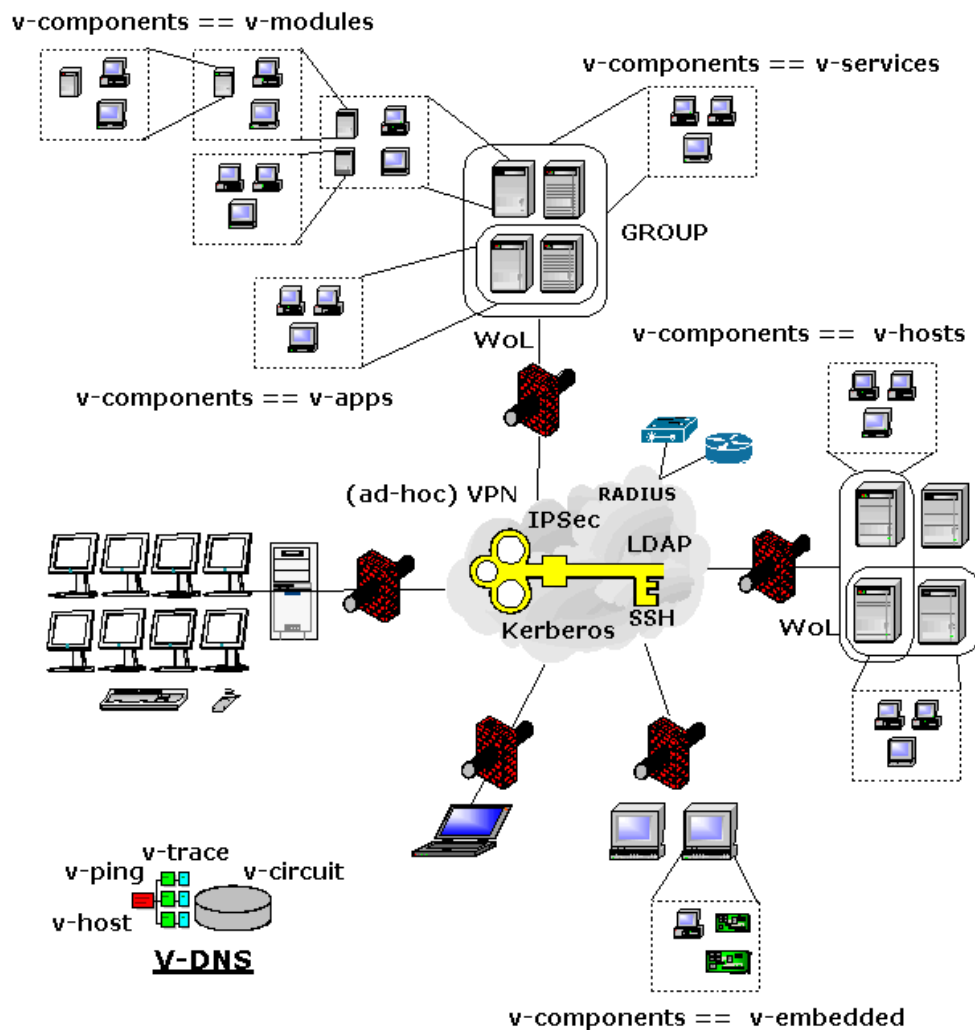 v-components == v-modules
v-components == v-services
GROUP
WoL
v-components == v-hosts
v-components == v-apps
(ad-hoc) VPN
RADIUS
IPSec
LDAP
SSH
Kerberos
WoL
v-trace
v-ping
v-circuit
v-host
V-DNS
v-components == v-embedded